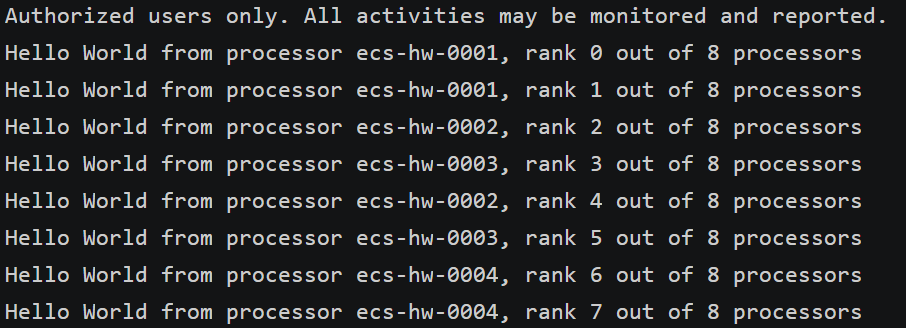 Authorized users only. All activities may be monitored and reported.
Hello World from processor ecs-hw-0001, rank 0 out of 8 processors
Hello World from processor ecs-hw-0001, rank 1 out of 8 processors
Hello World from processor ecs-hw-0002, rank 2 out of 8 processors
Hello World from processor ecs-hw-0003, rank 3 out of 8 processors
Hello World from processor ecs-hw-0002, rank 4 out of 8 processors
Hello World from processor ecs-hw-0003, rank 5 out of 8 processors
Hello World from processor ecs-hw-0004, rank 6 out of 8 processors
Hello World from processor ecs-hw-0004, rank 7 out of 8 processors